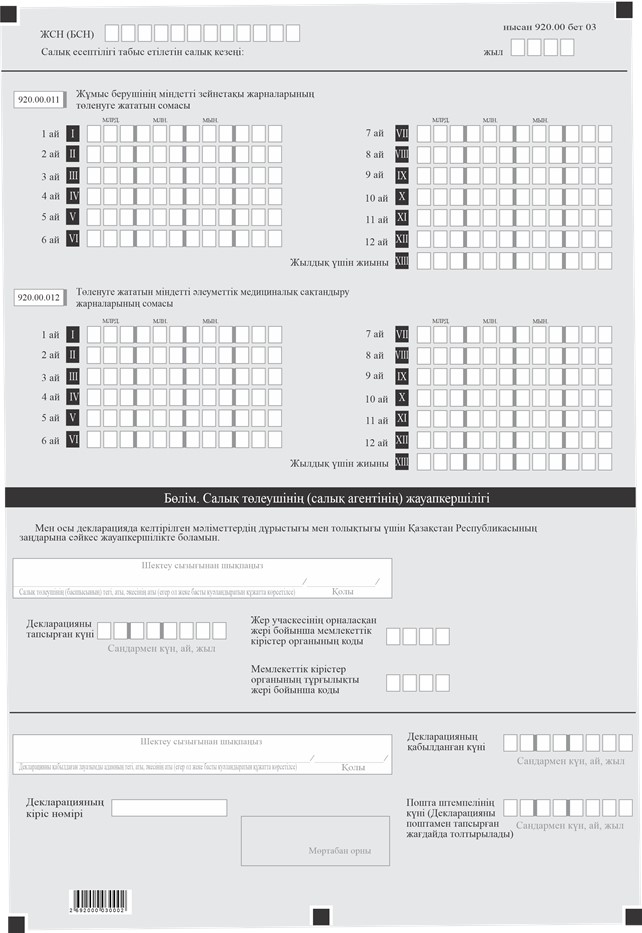 ЖСН (БСН)
нысан 920.00 бет 03
Салық есептілігі табыс етілетін салық кезеңі:
жыл
920.00.011
Жұмыс берушінің міндетті зейнетақы жарналарының
төленуге жататын сомасы
МЛРД. МЛН. МЫН. МЛРД. МЛН. МЫН.
1 ай I 7 ай VII
2 ай II 8 ай VIII
3 ай III 9 ай IX
4 ай IV 10 ай X
5 ай V 11 ай XI
6 ай VI 12 ай XII
Жылдық үшін жиыны XIII
920.00.012
Төленуге жататын міндетті әлеуметтік медициналық сақтандыру
жарналарының сомасы
МЛРД. МЛН. МЫН. МЛРД. МЛН. МЫН.
1 ай I 7 ай VII
2 ай II 8 ай VIII
3 ай III 9 ай IX
4 ай IV 10 ай X
5 ай V 11 ай XI
6 ай VI 12 ай XII
Жылдық үшін жиыны XIII
Бөлім. Салық төлеушінің (салық агентінің) жауапкершілігі
Мен осы декларацияда келтірілген мәліметтердің дұрыстығы мен толықтығы үшін Қазақстан Республикасының
заңдарына сәйкес жауапкершілікте боламын.
Шектеу сызығынан шықпаңыз
/ /
Салық төлеушінің (басшысының) тегі, аты, әкесінің аты (егер ол жеке басты куәландыратын құжатта көрсетілсе) Қолы
Декларацияны
тапсырған күні
Сандармен күн, ай, жыл
Жер учаскесінің орналасқан
жері бойынша мемлекеттік
кірістер органының коды
Мемлекеттік кірістер
органының тұрғылықты
жері бойынша коды
Шектеу сызығынан шықпаңыз
/ /
Декларацияны қабылдаған лауазымды адамның тегі, аты, әкесінің аты (егер ол жеке басты куәландыратын құжатта көрсетілсе) Қолы
Декларацияның
қабылданған күні
Сандармен күн, ай, жыл
Декларацияның
кіріс нөмірі
Мөртабан орны
Пошта штемпелінің
күні (Декларацияны
поштамен тапсырған
жағдайда толтырылады)
Сандармен күн, ай, жыл
2 692000 030002